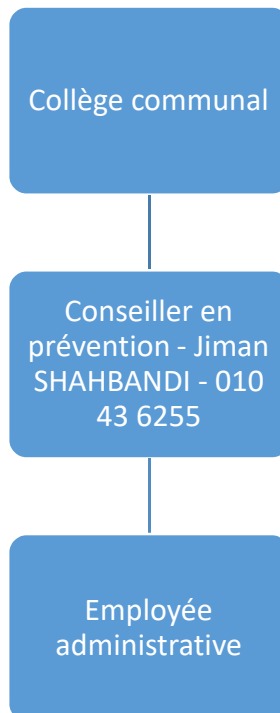 Collège communal
Conseiller en
prévention - Jiman
SHAHBANDI - 010
43 6255
Employée
administrative